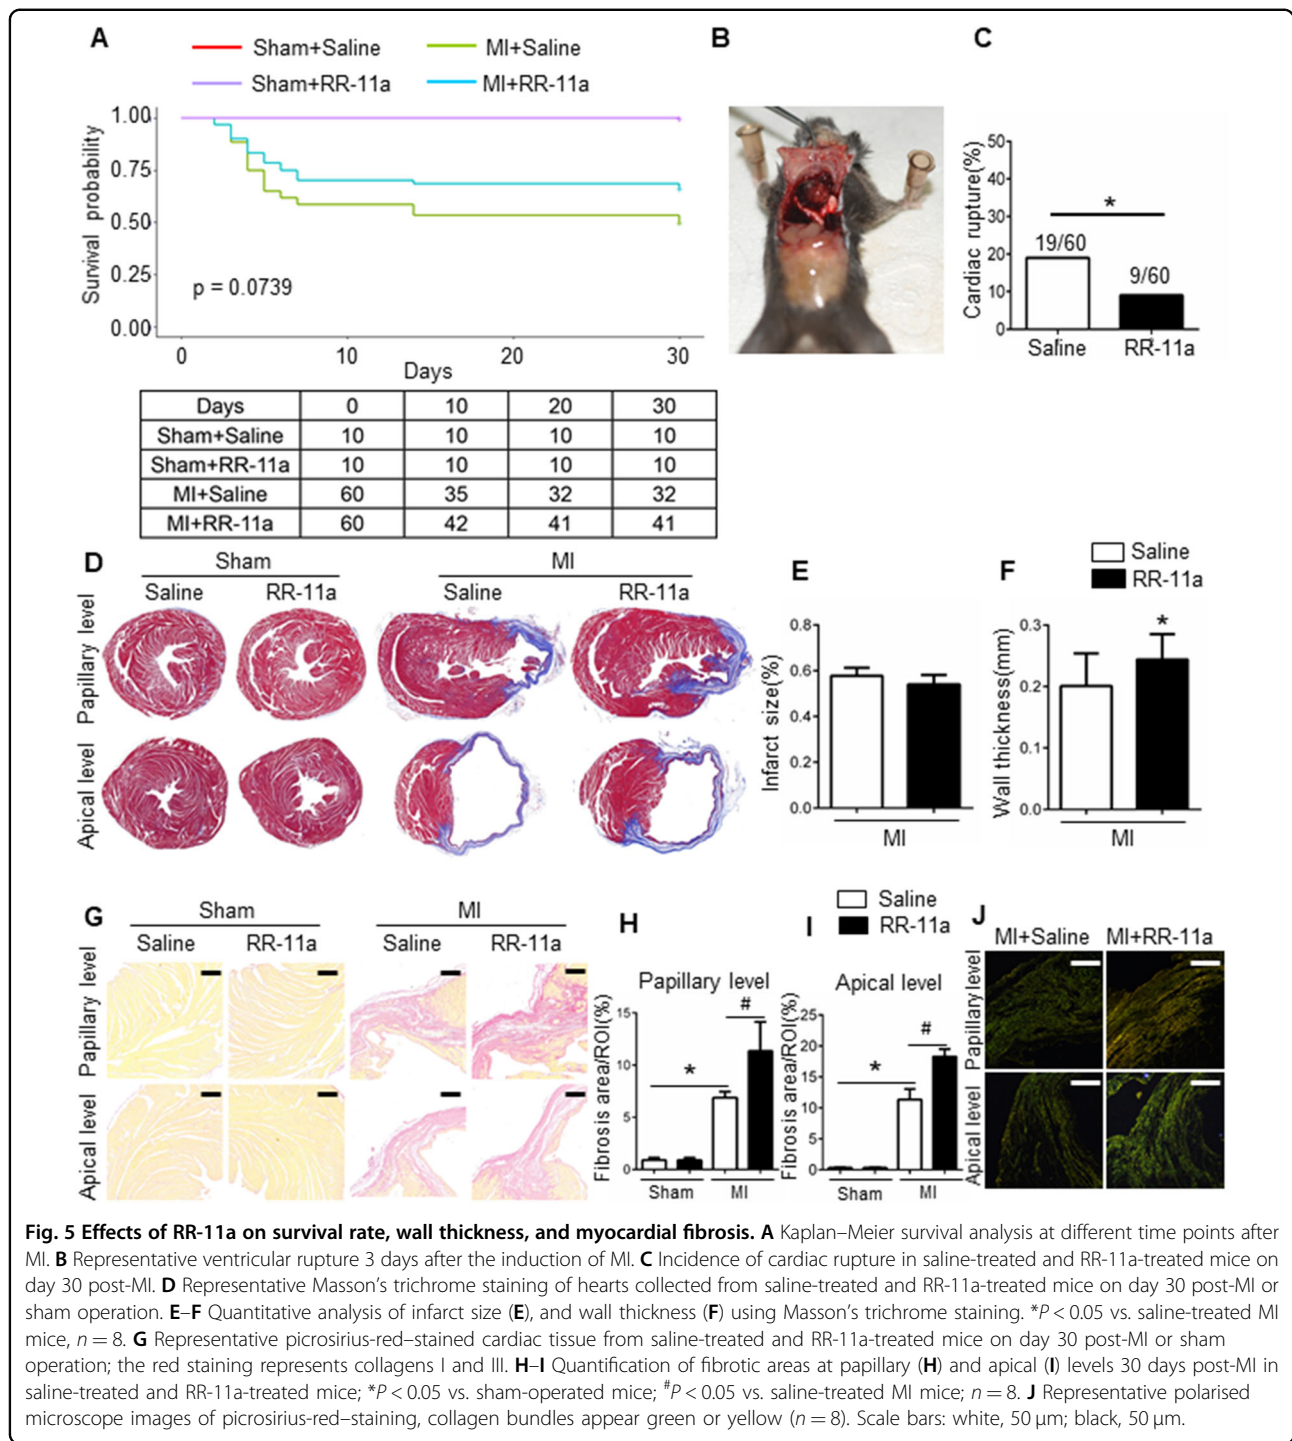 A
Sham+Saline
MI+Saline
Sham+RR-11a
MI+RR-11a
Survival probability
1.00
0.75
0.50
0.25
0.00
p = 0.0739
0
10
20
30
Days
Days 0 10 20 30
Sham+Saline 10 10 10 10
Sham+RR-11a 10 10 10 10
MI+Saline 60 35 32 32
MI+RR-11a 60 42 41 41
B
C
Cardiac rupture(%)
50
40
30
20
10
0
*
19/60
9/60
Saline
RR-11a
D
Sham
MI
Saline
RR-11a
Saline
RR-11a
Papillary level
Apical level
E
Infarct size(%)
0.8
0.6
0.4
0.2
0.0
MI
Saline
RR-11a
F
Wall thickness(mm)
0.3
0.2
0.1
0.0
*
MI
G
Sham
MI
Saline
RR-11a
Saline
RR-11a
Papillary level
Apical level
Saline
RR-11a
H
Papillary level
Fibrosis area/ROI(%)
15
10
5
0
*
#
Sham
MI
I
Apical level
Fibrosis area/ROI(%)
25
20
15
10
5
0
*
#
Sham
MI
J
MI+Saline
MI+RR-11a
Papillary level
Apical level
Fig. 5 Effects of RR-11a on survival rate, wall thickness, and myocardial fibrosis. A Kaplan–Meier survival analysis at different time points after
MI. B Representative ventricular rupture 3 days after the induction of MI. C Incidence of cardiac rupture in saline-treated and RR-11a-treated mice on
day 30 post-MI. D Representative Masson's trichrome staining of hearts collected from saline-treated and RR-11a-treated mice on day 30 post-MI or
sham operation. E–F Quantitative analysis of infarct size (E), and wall thickness (F) using Masson's trichrome staining. *P < 0.05 vs. saline-treated MI
mice, n = 8. G Representative picrosirius-red–stained cardiac tissue from saline-treated and RR-11a-treated mice on day 30 post-MI or sham
operation; the red staining represents collagens I and III. H–I Quantification of fibrotic areas at papillary (H) and apical (I) levels 30 days post-MI in
saline-treated and RR-11a-treated mice; *P < 0.05 vs. sham-operated mice; #P < 0.05 vs. saline-treated MI mice; n = 8. J Representative polarised
microscope images of picrosirius-red–staining, collagen bundles appear green or yellow (n = 8). Scale bars: white, 50 μm; black, 50 μm.